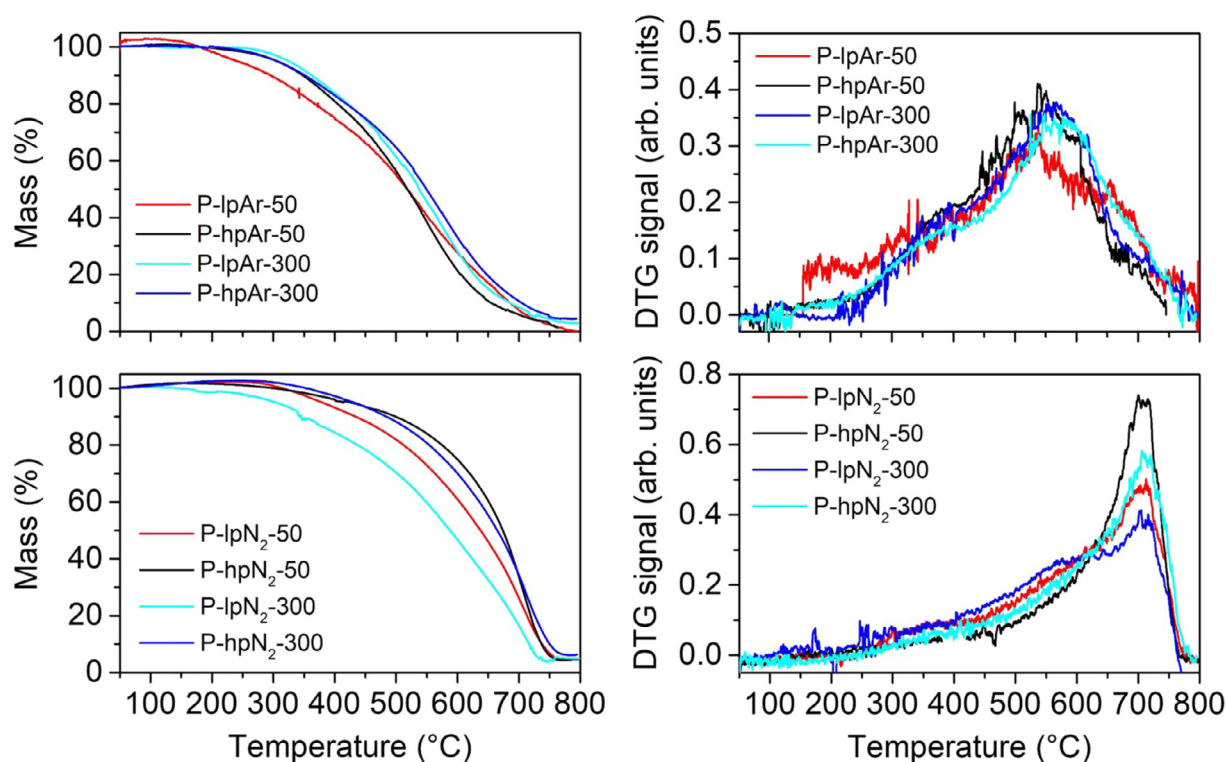 100
80
60
40
20
0
Mass (%)
P-lpAr-50
P-hpAr-50
P-lpAr-300
P-hpAr-300
0.5
0.4
0.3
0.2
0.1
0.0
DTG signal (arb. units)
P-lpAr-50
P-hpAr-50
P-lpAr-300
P-hpAr-300
100
80
60
40
20
0
Mass (%)
P-lpN₂-50
P-hpN₂-50
P-lpN₂-300
P-hpN₂-300
100 200 300 400 500 600 700 800
Temperature (°C)
0.8
0.6
0.4
0.2
0.0
DTG signal (arb. units)
P-lpN₂-50
P-hpN₂-50
P-lpN₂-300
P-hpN₂-300
100 200 300 400 500 600 700 800
Temperature (°C)